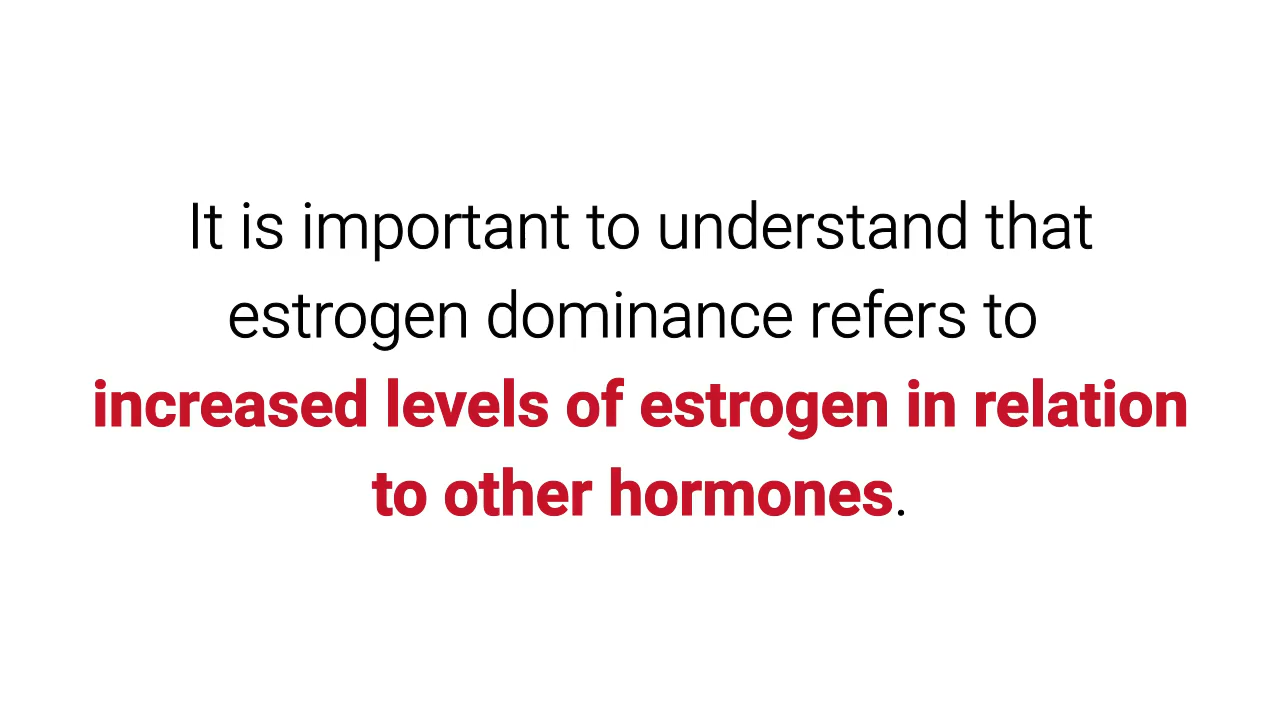 It is important to understand that
estrogen dominance refers to
increased levels of estrogen in relation
to other hormones.